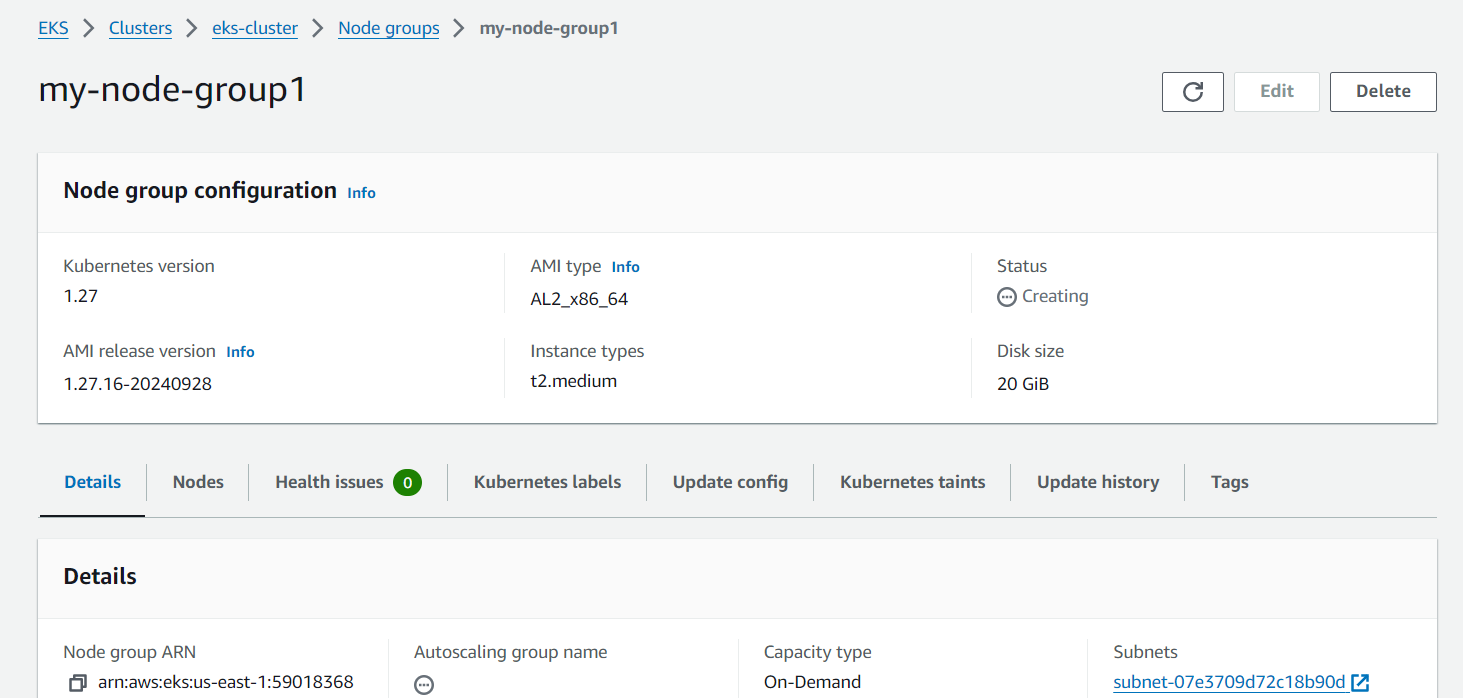 EKS > Clusters > eks-cluster > Node groups > my-node-group1
my-node-group1
Edit
Delete
Node group configuration Info
Kubernetes version
AMI type Info
Status
1.27
AL2_x86_64
Creating
AMI release version Info
Instance types
Disk size
1.27.16-20240928
t2.medium
20 GiB
Details Nodes Health issues 0 Kubernetes labels Update config Kubernetes taints Update history Tags
Details
Node group ARN
Autoscaling group name
Capacity type
Subnets
arn:aws:eks:us-east-1:59018368
On-Demand
subnet-07e3709d72c18b90d